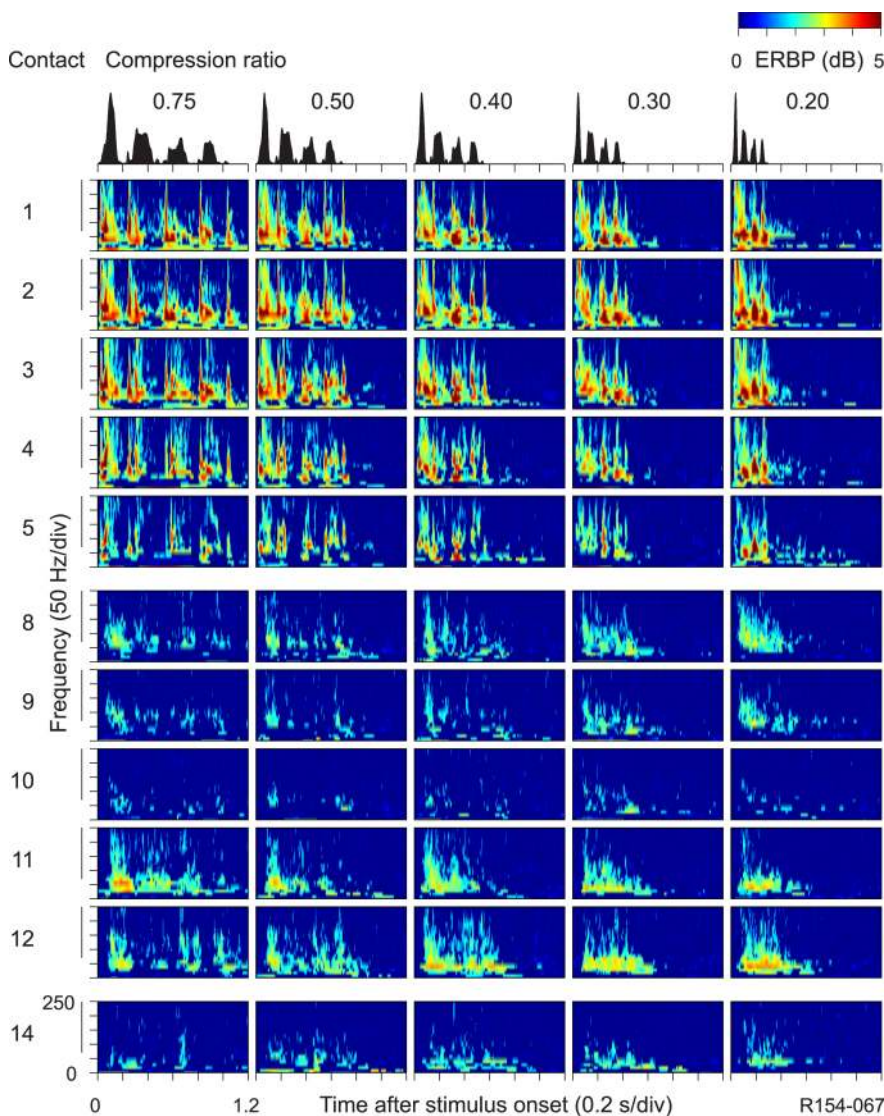 0 ERBP (dB) 5
Contact Compression ratio
0.75 0.50 0.40 0.30 0.20
1
2
3
4
5
8
9
10
11
12
14
Frequency (50 Hz/div)
250
0
0 1.2 Time after stimulus onset (0.2 s/div) R154-067